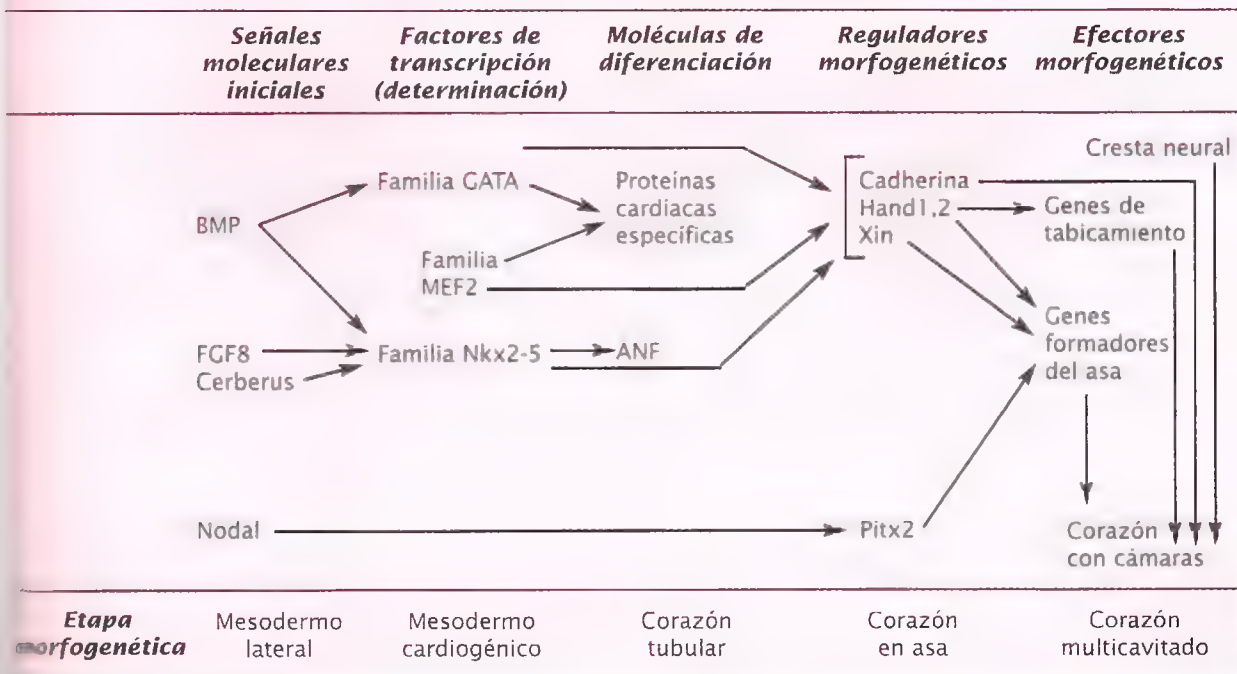 Señales
moleculares
iniciales
Factores de
transcripción
(determinación)
Moléculas de
diferenciación
Reguladores
morfogenéticos
Efectores
morfogenéticos
Cresta neural
Familia GATA
Proteínas
cardiacas
específicas
Cadherina
Hand1,2
Xin
Genes de
tabicamiento
BMP
Familia
MEF2
Genes
formadores
del asa
FGF8
Cerberus
Familia Nkx2-5
ANF
Nodal
Pitx2
Corazón
con cámaras
Etapa
morfogenética
Mesodermo
lateral
Mesodermo
cardiogénico
Corazón
tubular
Corazón
en asa
Corazón
multicavitado